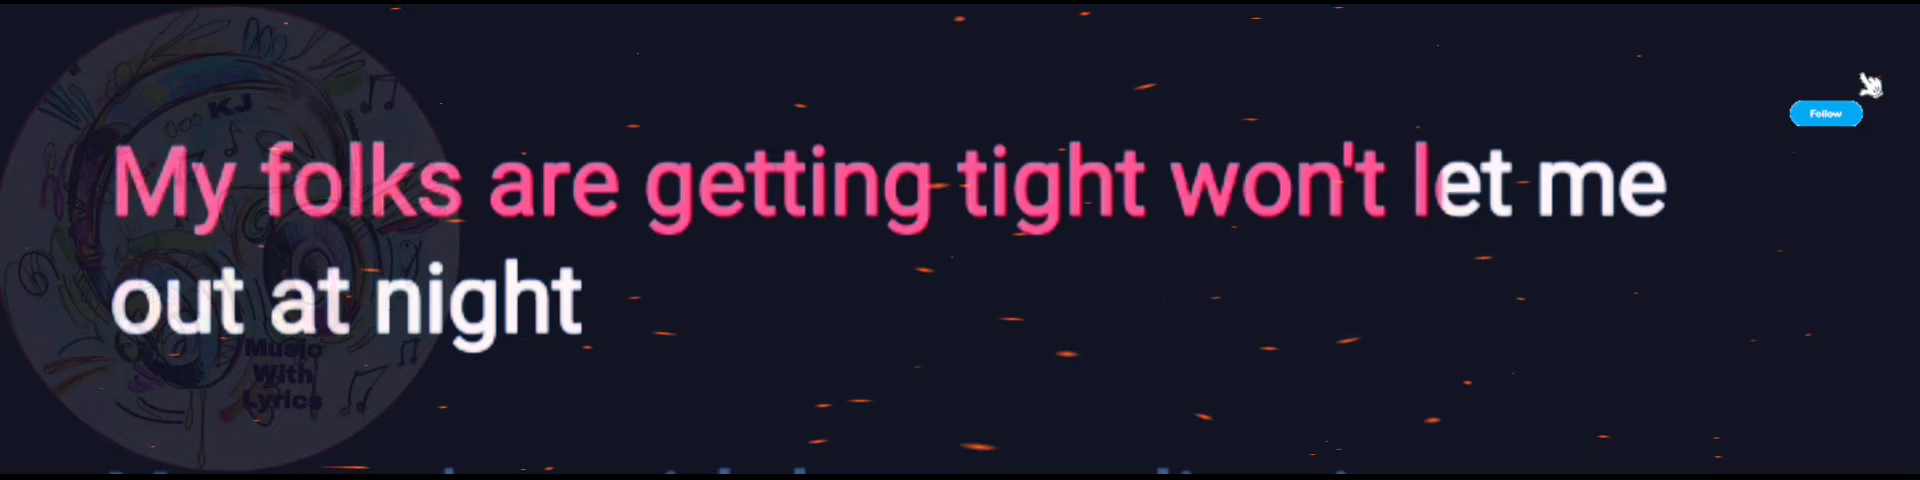 KJ
My folks are getting tight won't let me
out at night
Music
With
Lyrics
Follow